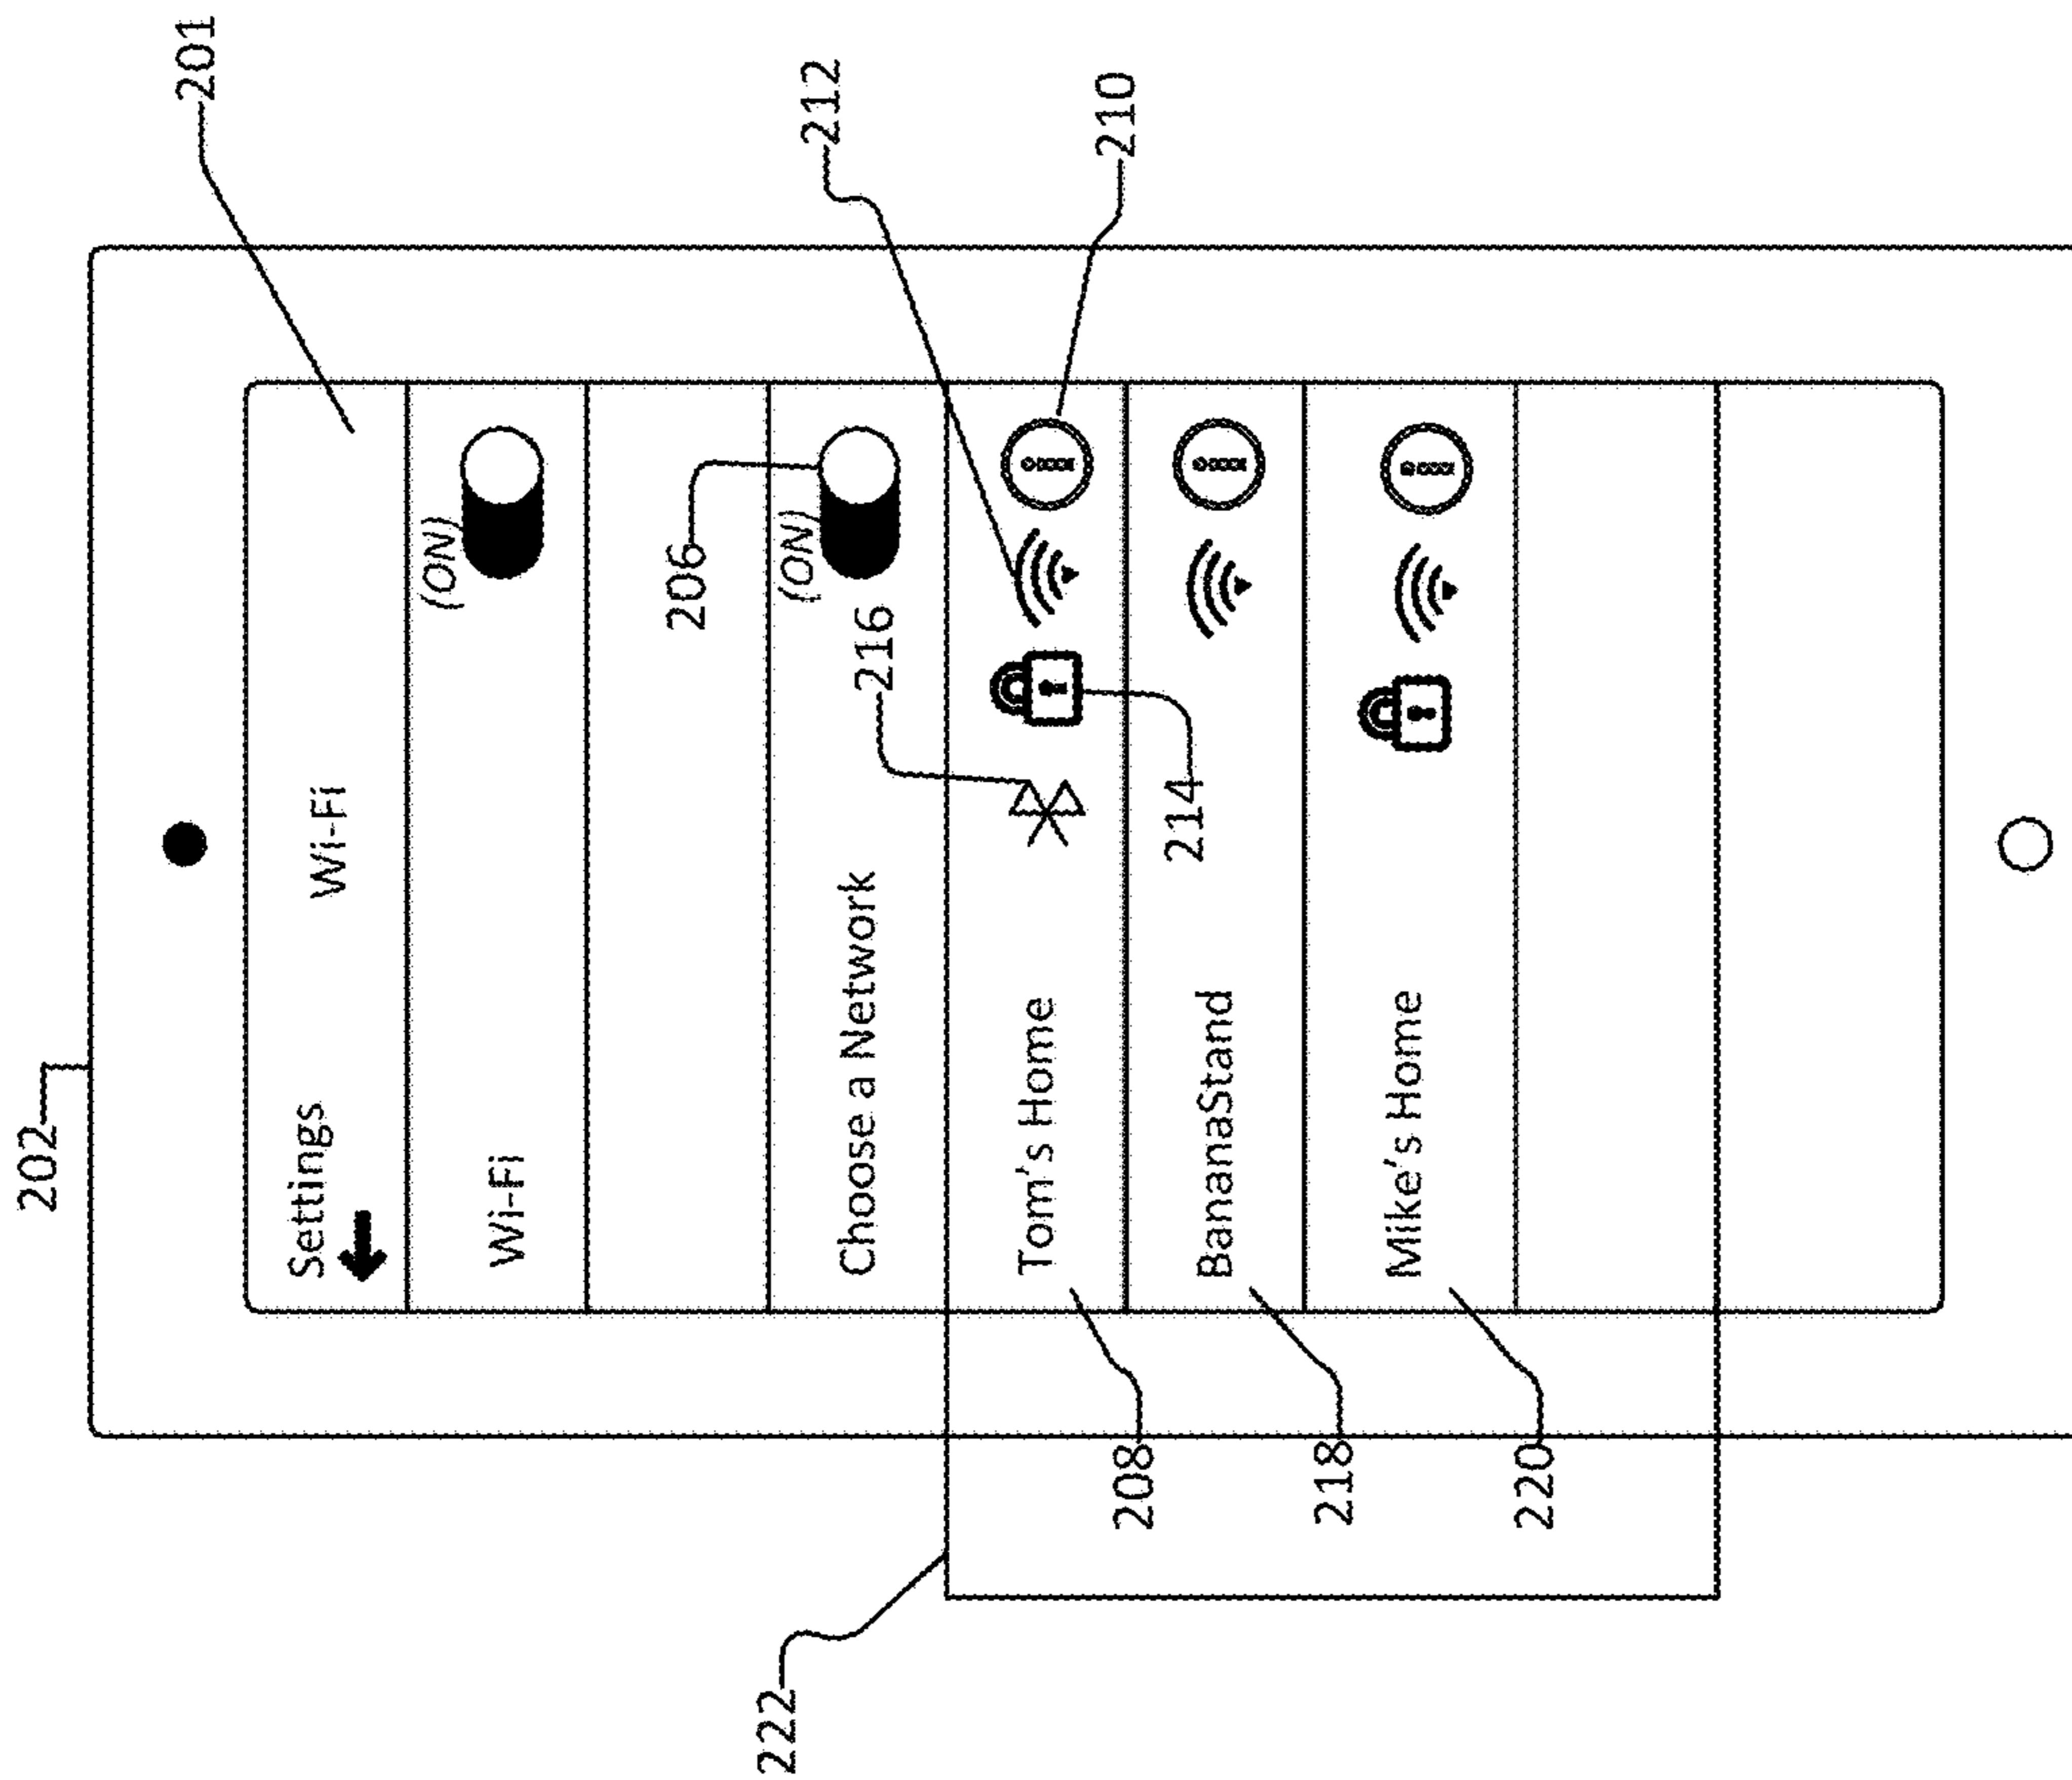 202
201
Settings
Wi-Fi
Wi-Fi
(ON)
206
Choose a Network
216
(ON)
212
Tom's Home
i
210
214
208
BananaStand
i
218
Mike's Home
i
220
222